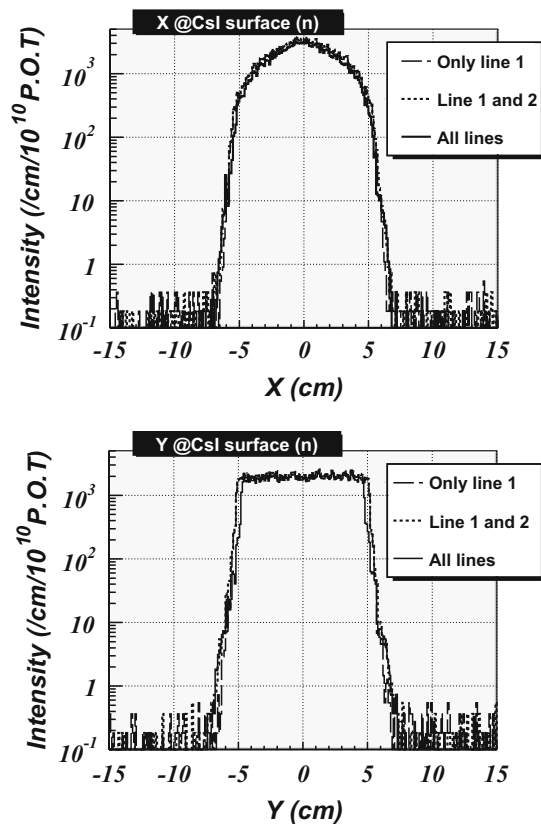 X @CsI surface (n)
Intensity (/cm/10^10 P.O.T)
10^3
10^2
10
1
10^-1
Only line 1
Line 1 and 2
All lines
-15 -10 -5 0 5 10 15
X (cm)
Y @CsI surface (n)
Intensity (/cm/10^10 P.O.T)
10^3
10^2
10
1
10^-1
Only line 1
Line 1 and 2
All lines
-15 -10 -5 0 5 10 15
Y (cm)